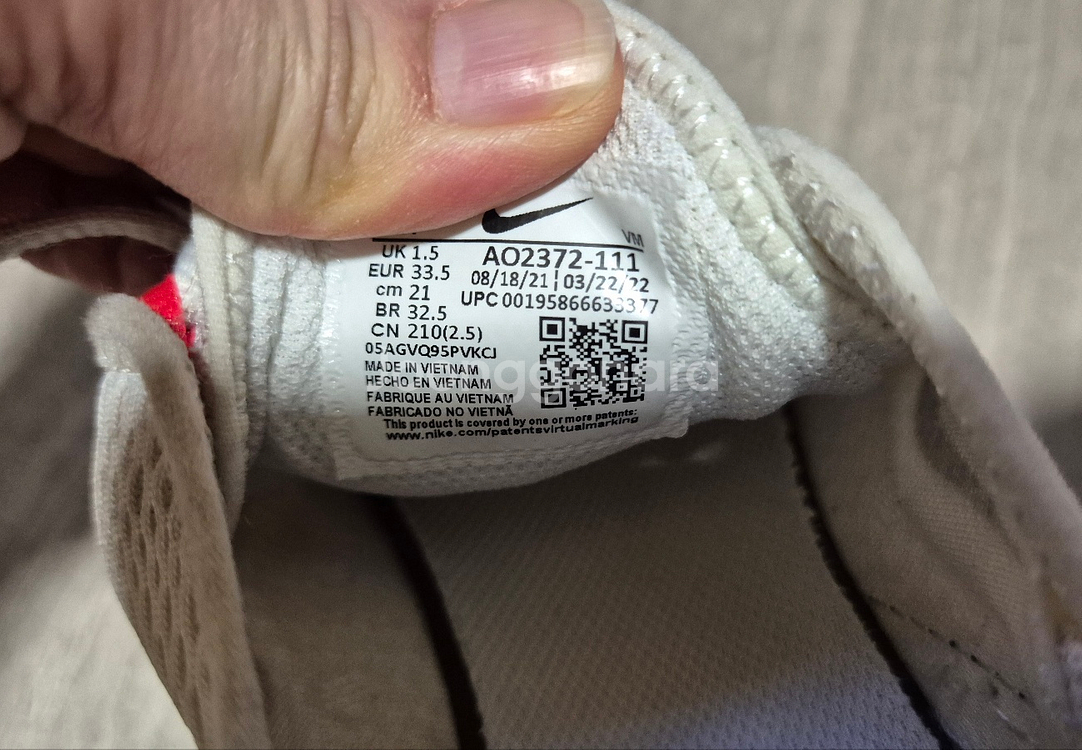 VM
UK 1.5
EUR 33.5
cm 21
BR 32.5
CN 210(2.5)
AO2372-111
08/18/21 ¦ 03/22/22
UPC 00195866633377
05AGVQ95PVKCJ
MADE IN VIETNAM
HECHO EN VIETNAM
FABRIQUE AU VIETNAM
FABRICADO NO VIETNÃ
This product is covered by one or more patents:
www.nike.com/patentsvirtualmarking